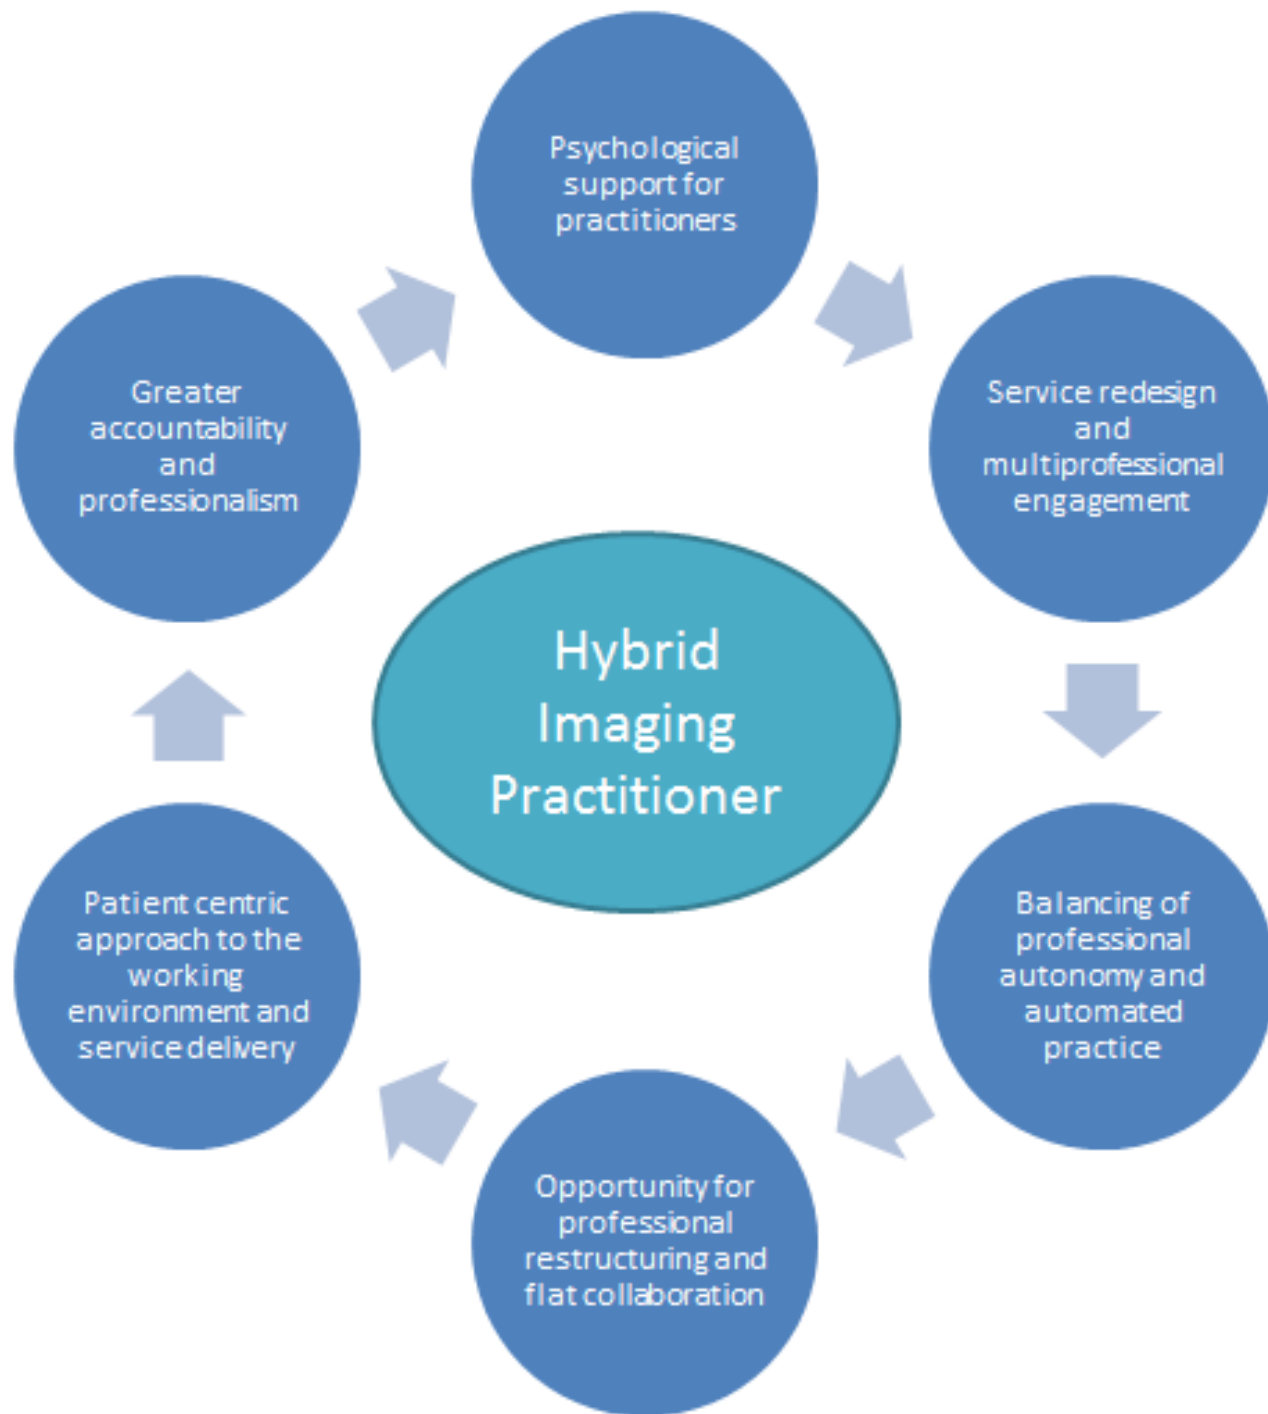 Psychological
support for
practitioners
Service redesign
and
multiprofessional
engagement
Balancing of
professional
autonomy and
automated
practice
Opportunity for
professional
restructuring and
flat collaboration
Patient centric
approach to the
working
environment and
service delivery
Greater
accountability
and
professionalism
Hybrid
Imaging
Practitioner